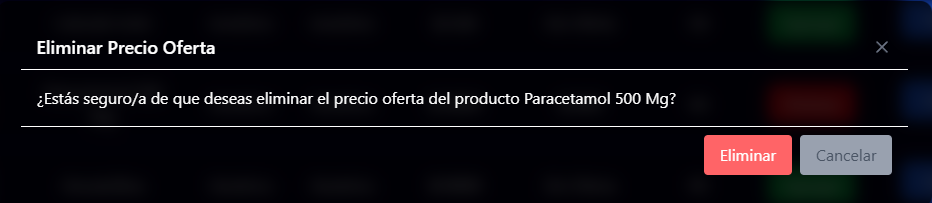 Eliminar Precio Oferta
¿Estás seguro/a de que deseas eliminar el precio oferta del producto Paracetamol 500 Mg?
Eliminar
Cancelar